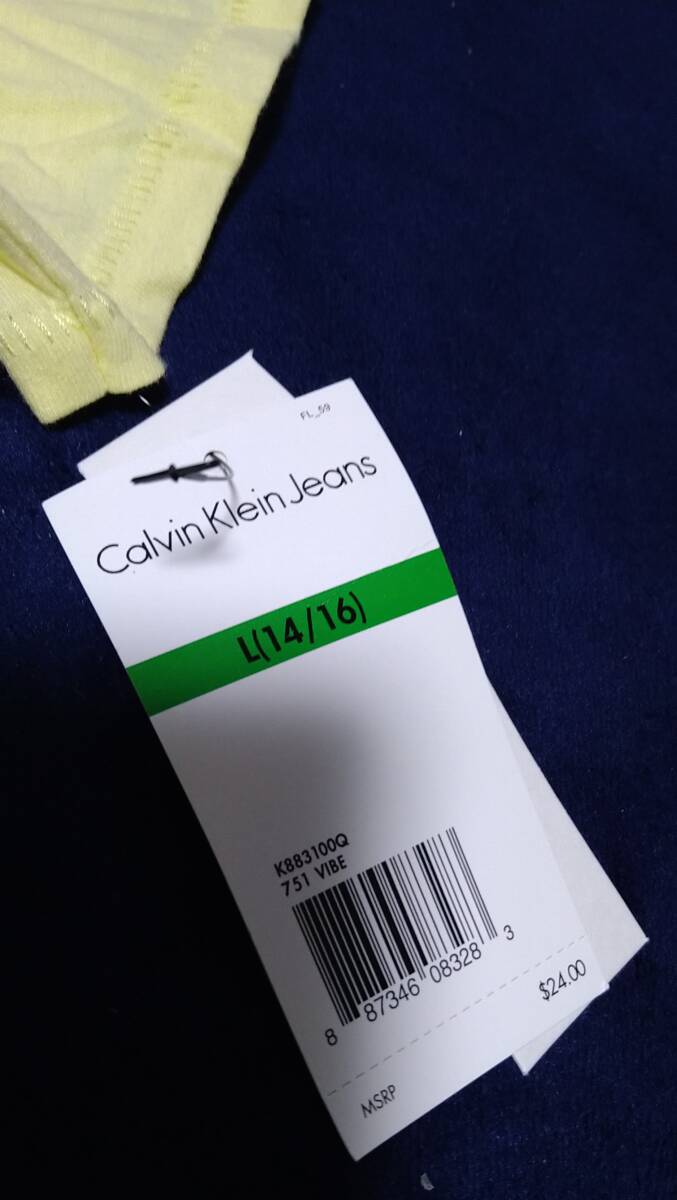 FL_59
Calvin Klein Jeans
L(14/16)
K883100Q
751 VIBE
8 87346 08328 3
$24.00
MSRP